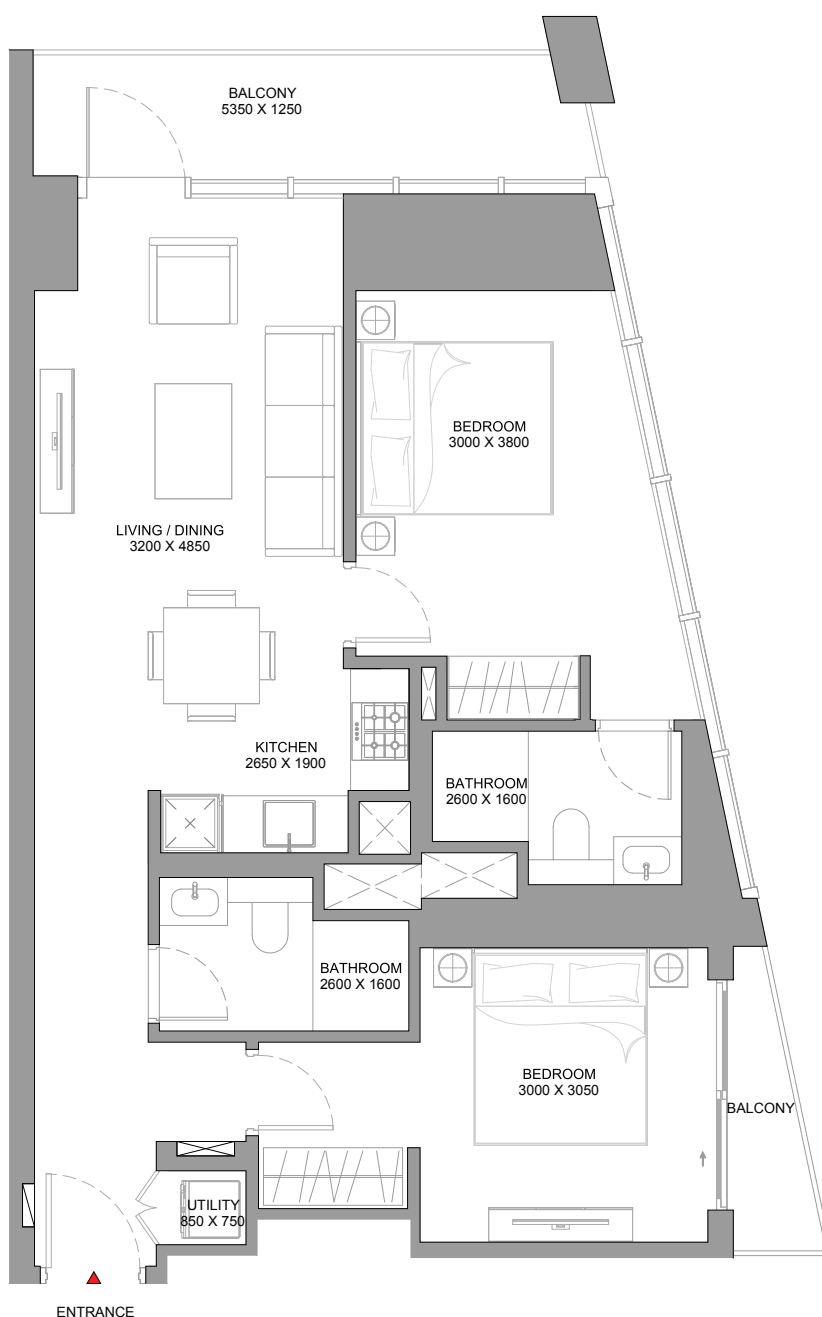 BALCONY
5350 X 1250
BEDROOM
3000 X 3800
LIVING / DINING
3200 X 4850
KITCHEN
2650 X 1900
BATHROOM
2600 X 1600
BATHROOM
2600 X 1600
BEDROOM
3000 X 3050
BALCONY
UTILITY
850 X 750
ENTRANCE